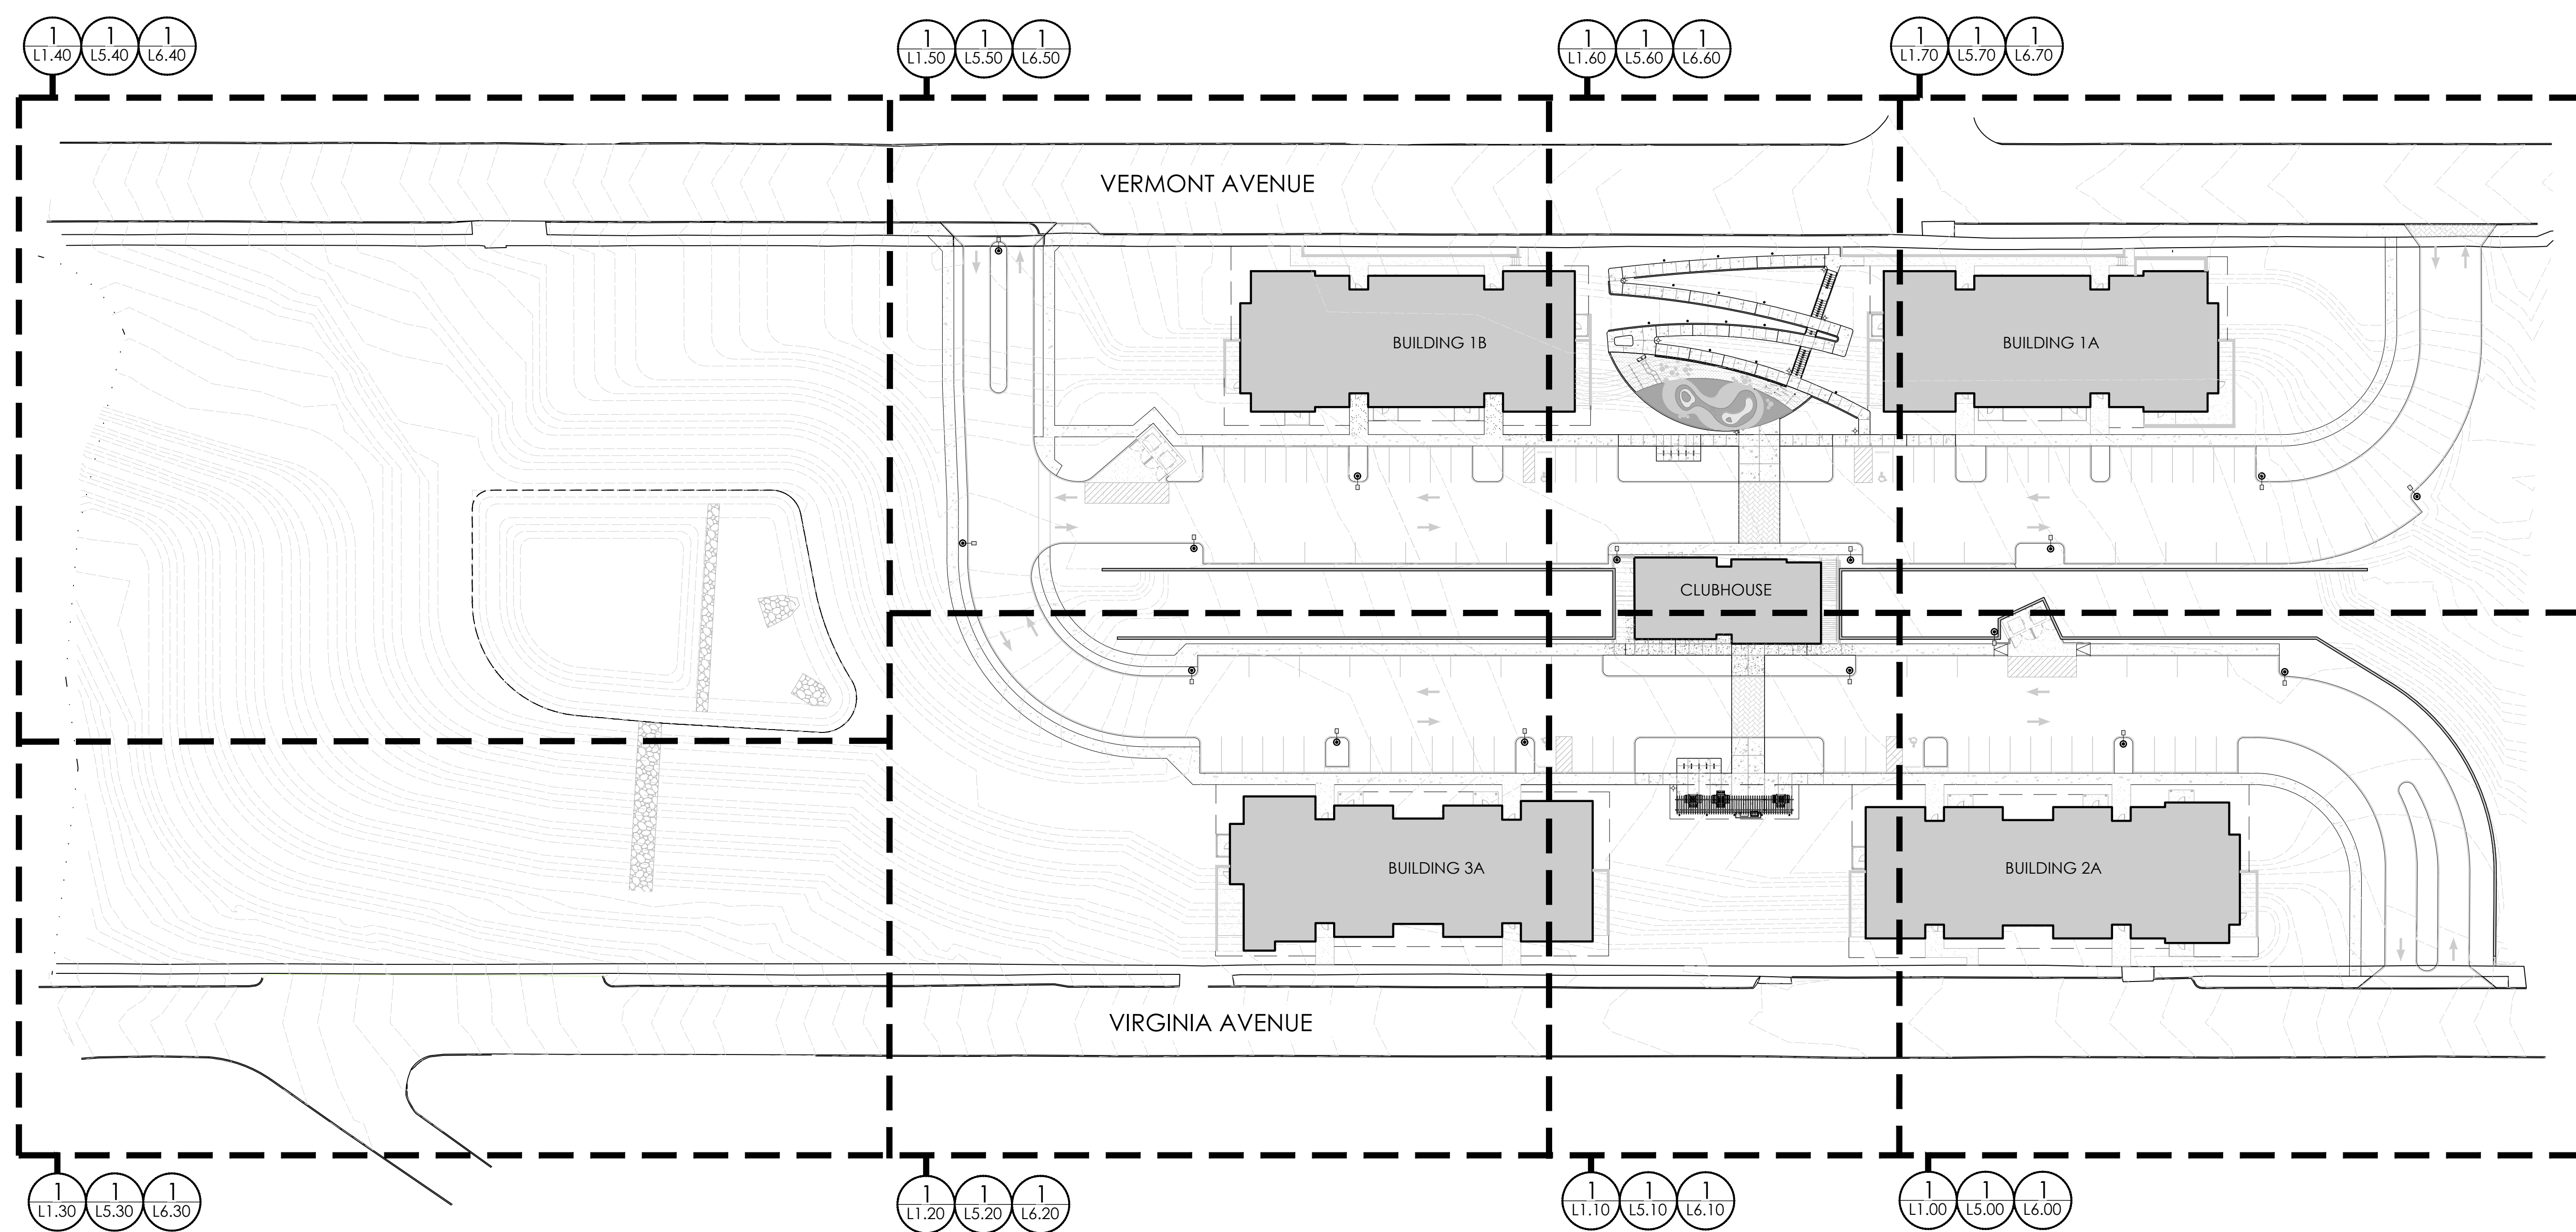 1 1 1
L1.40 L5.40 L6.40
1 1 1
L1.50 L5.50 L6.50
1 1 1
L1.60 L5.60 L6.60
1 1 1
L1.70 L5.70 L6.70
VERMONT AVENUE
BUILDING 1B
BUILDING 1A
CLUBHOUSE
BUILDING 3A
BUILDING 2A
VIRGINIA AVENUE
1 1 1
L1.30 L5.30 L6.30
1 1 1
L1.20 L5.20 L6.20
1 1 1
L1.10 L5.10 L6.10
1 1 1
L1.00 L5.00 L6.00